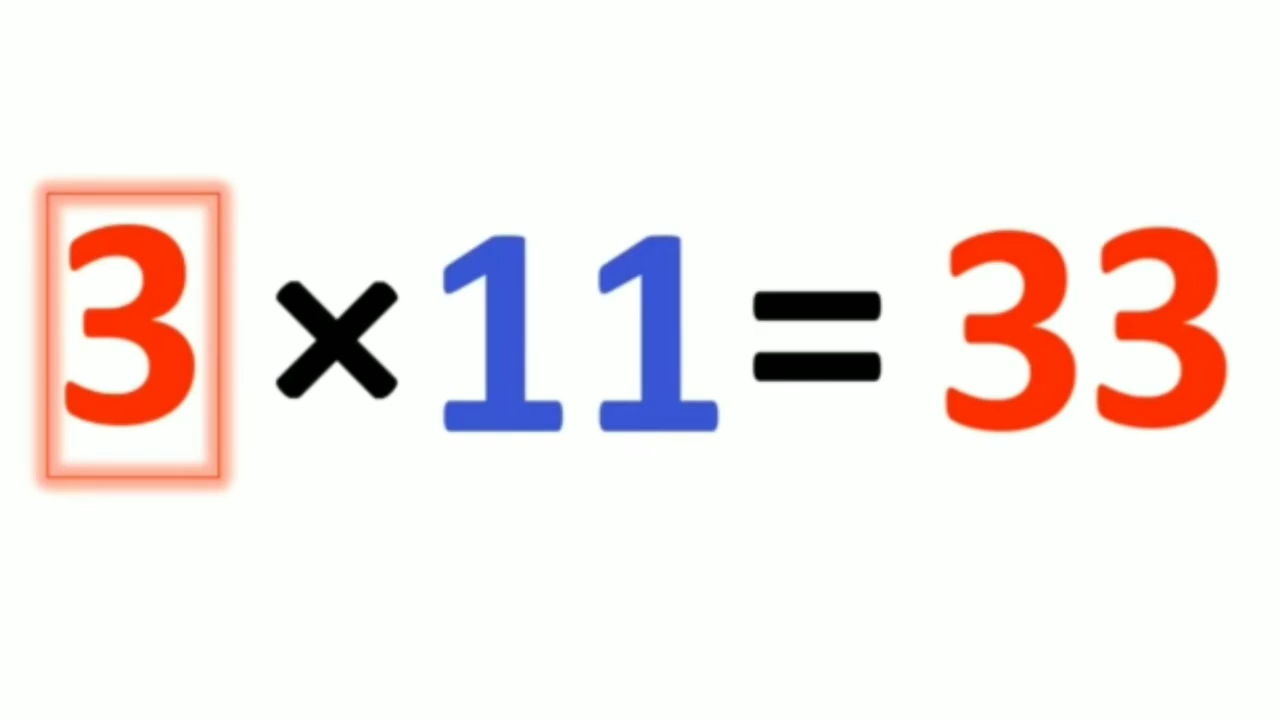 3 × 11 = 33